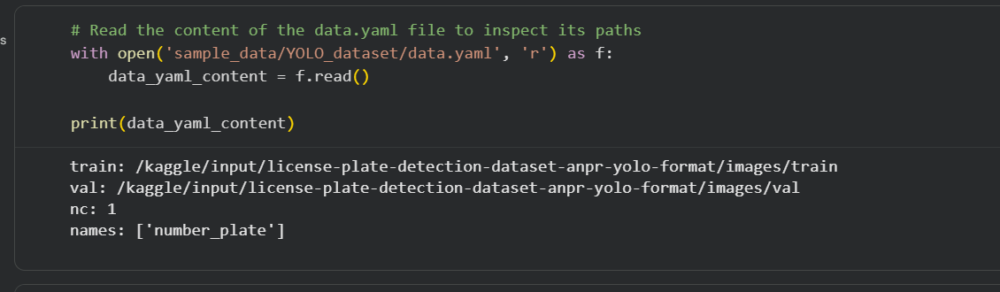 s
# Read the content of the data.yaml file to inspect its paths
with open('sample_data/YOLO_dataset/data.yaml', 'r') as f:
    data_yaml_content = f.read()
print(data_yaml_content)
train: /kaggle/input/license-plate-detection-dataset-anpr-yolo-format/images/train
val: /kaggle/input/license-plate-detection-dataset-anpr-yolo-format/images/val
nc: 1
names: ['number_plate']